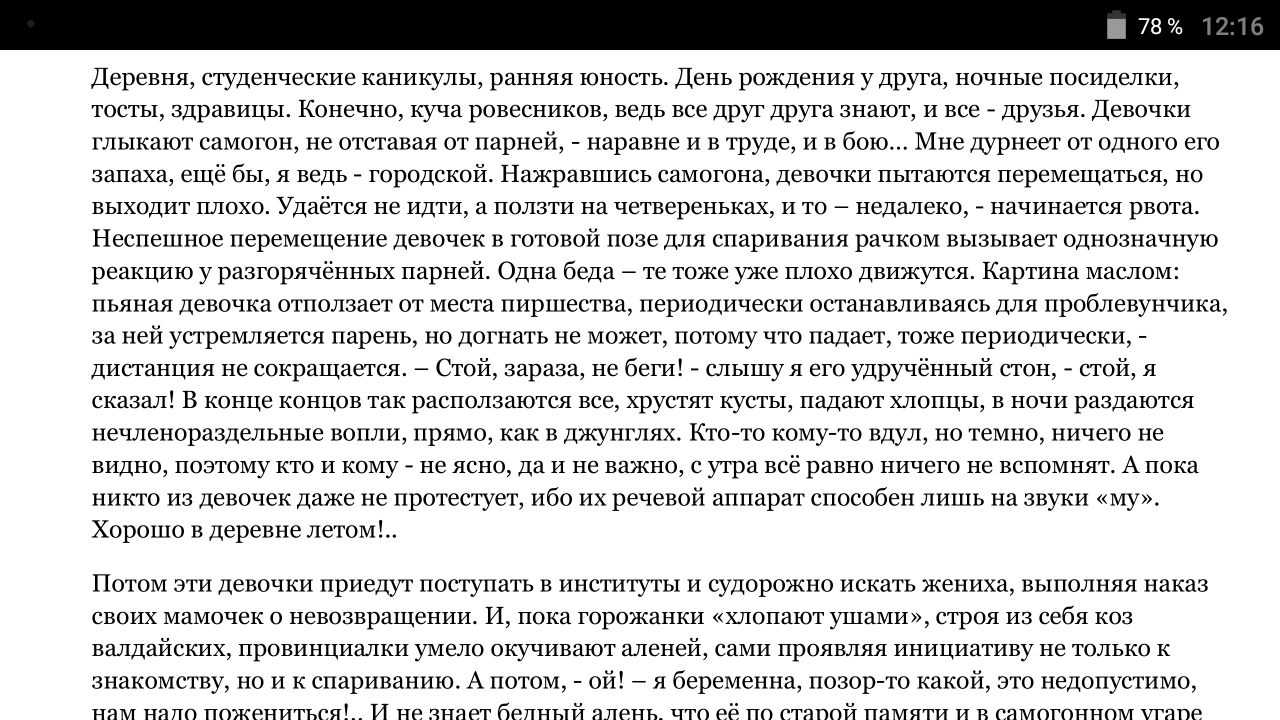 78 % 12:16
Деревня, студенческие каникулы, ранняя юность. День рождения у друга, ночные посиделки,
тосты, здравицы. Конечно, куча ровесников, ведь все друг друга знают, и все - друзья. Девочки
глыкают самогон, не отставая от парней, - наравне и в труде, и в бою... Мне дурнеет от одного его
запаха, ещё бы, я ведь - городской. Нажравшись самогона, девочки пытаются перемещаться, но
выходит плохо. Удаётся не идти, а ползти на четвереньках, и то – недалеко, - начинается рвота.
Неспешное перемещение девочек в готовой позе для спаривания рачком вызывает однозначную
реакцию у разгорячённых парней. Одна беда – те тоже уже плохо движутся. Картина маслом:
пьяная девочка отползает от места пиршества, периодически останавливаясь для проблевунчика,
за ней устремляется парень, но догнать не может, потому что падает, тоже периодически, -
дистанция не сокращается. – Стой, зараза, не беги! - слышу я его удручённый стон, - стой, я
сказал! В конце концов так расползаются все, хрустят кусты, падают хлопцы, в ночи раздаются
нечленораздельные вопли, прямо, как в джунглях. Кто-то кому-то вдул, но темно, ничего не
видно, поэтому кто и кому - не ясно, да и не важно, с утра всё равно ничего не вспомнят. А пока
никто из девочек даже не протестует, ибо их речевой аппарат способен лишь на звуки «му».
Хорошо в деревне летом!..
Потом эти девочки приедут поступать в институты и судорожно искать жениха, выполняя наказ
своих мамочек о невозвращении. И, пока горожанки «хлопают ушами», строя из себя коз
валдайских, провинциалки умело окучивают аленей, сами проявляя инициативу не только к
знакомству, но и к спариванию. А потом, - ой! – я беременна, позор-то какой, это недопустимо,
нам надо пожениться!.. И не знает бедный алень, что её по старой памяти и в самогонном угаре